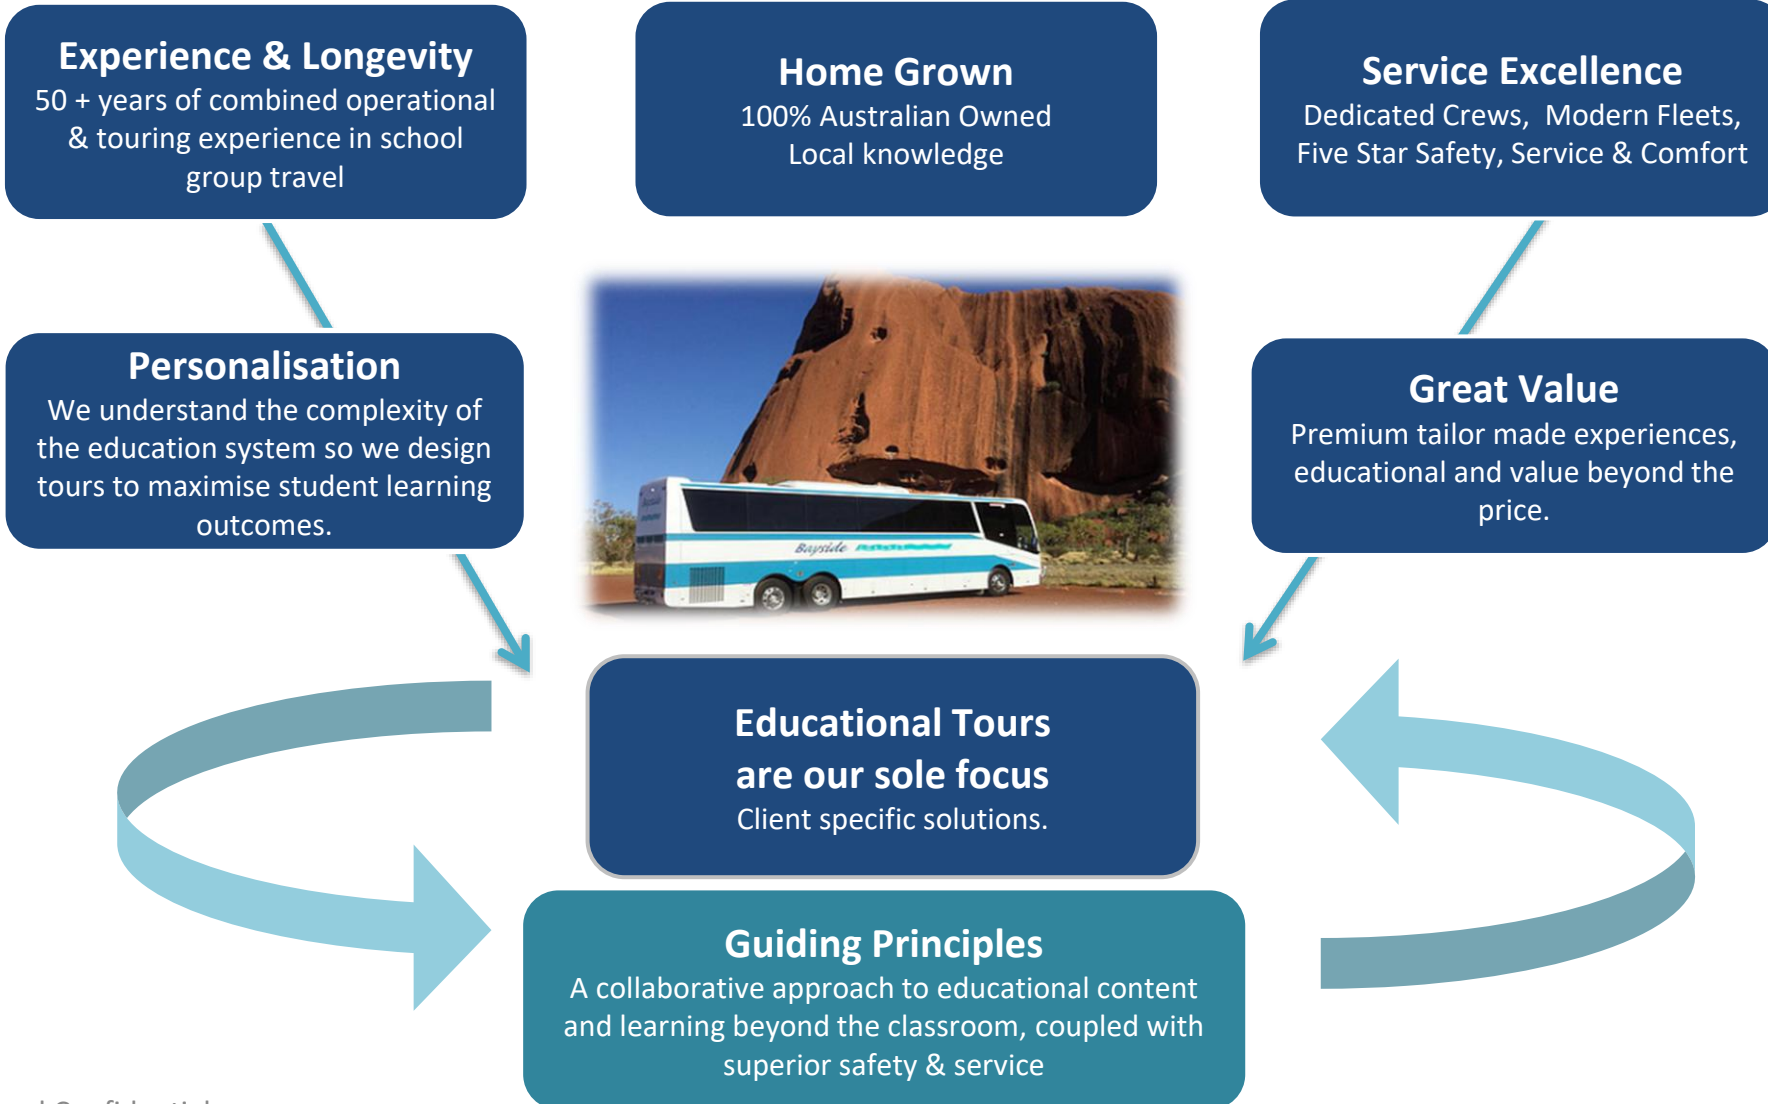 Experience & Longevity
50 + years of combined operational
& touring experience in school
group travel
Home Grown
100% Australian Owned
Local knowledge
Service Excellence
Dedicated Crews, Modern Fleets,
Five Star Safety, Service & Comfort
Personalisation
We understand the complexity of
the education system so we design
tours to maximise student learning
outcomes.
Great Value
Premium tailor made experiences,
educational and value beyond the
price.
Bayside
Educational Tours
are our sole focus
Client specific solutions.
Guiding Principles
A collaborative approach to educational content
and learning beyond the classroom, coupled with
superior safety & service